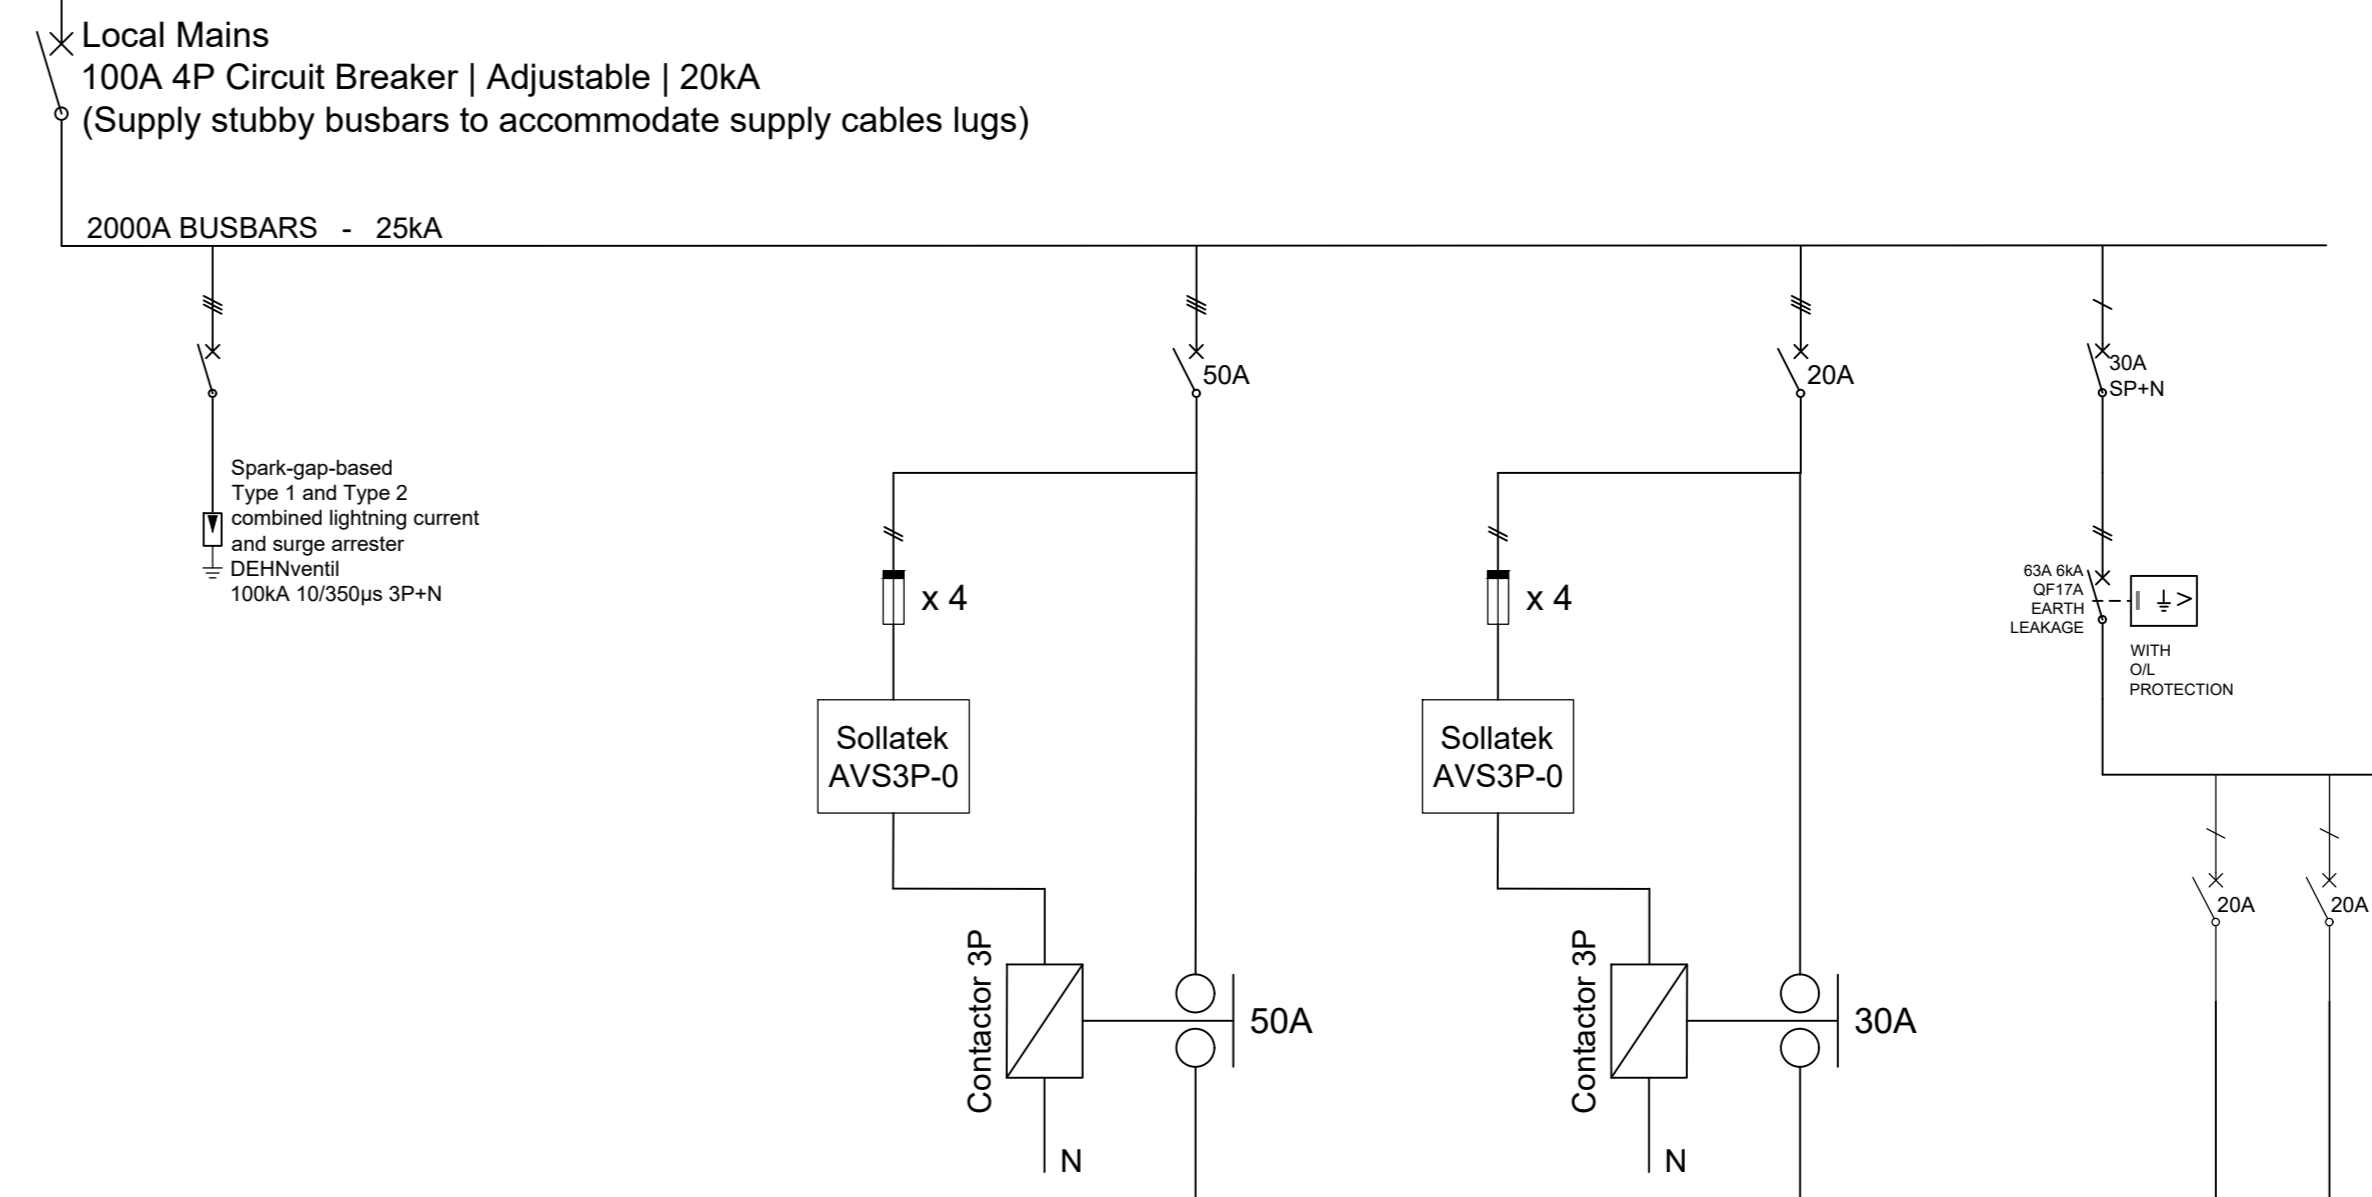 Local Mains
100A 4P Circuit Breaker | Adjustable | 20kA
(Supply stubby busbars to accommodate supply cables lugs)
2000A BUSBARS - 25kA
50A
20A
30A
SP+N
Spark-gap-based
Type 1 and Type 2
combined lightning current
and surge arrester
DEHNventil
100kA 10/350µs 3P+N
x 4
x 4
63A 6kA
QF17A
EARTH
LEAKAGE
WITH
O/L
PROTECTION
Sollatek
AVS3P-0
Sollatek
AVS3P-0
20A
20A
Contactor 3P
50A
Contactor 3P
30A
N
N